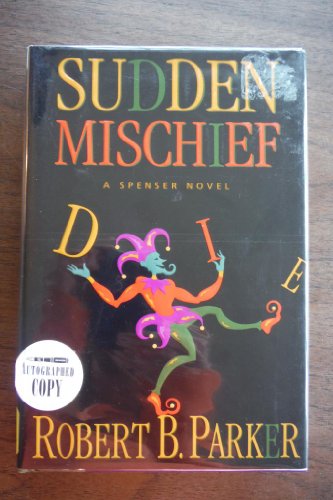 SUDDEN
MISCHIEF
A SPENSER NOVEL
D I E
AUTOGRAPHED
COPY
ROBERT B. PARKER